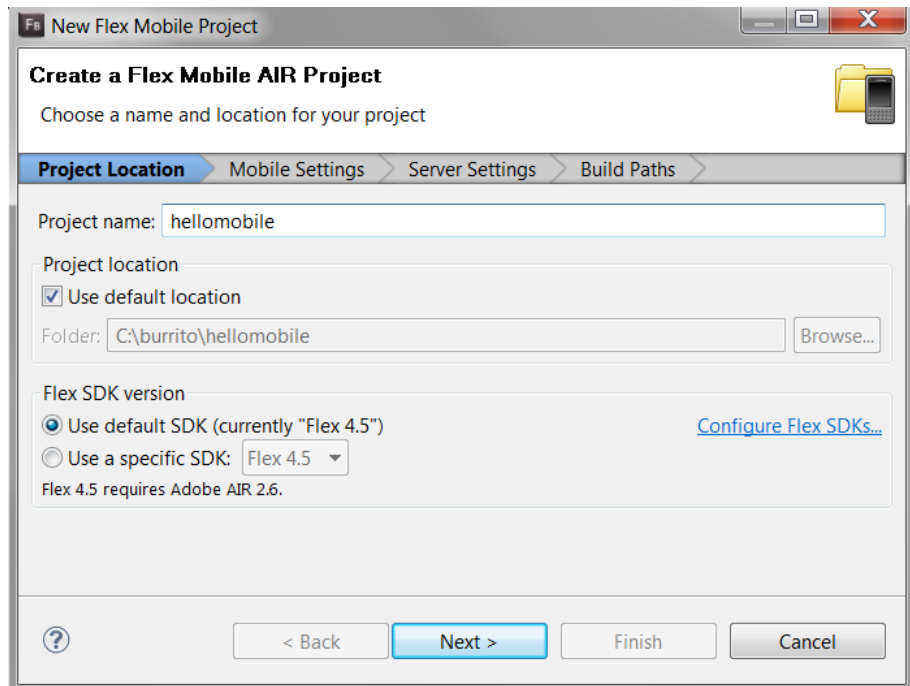 Fb New Flex Mobile Project
Create a Flex Mobile AIR Project
Choose a name and location for your project
Project Location Mobile Settings Server Settings Build Paths
Project name: hellomobile
Project location
Use default location
Folder: C:\burrito\hellomobile Browse...
Flex SDK version
Use default SDK (currently "Flex 4.5") Configure Flex SDKs...
Use a specific SDK: Flex 4.5
Flex 4.5 requires Adobe AIR 2.6.
? < Back Next > Finish Cancel